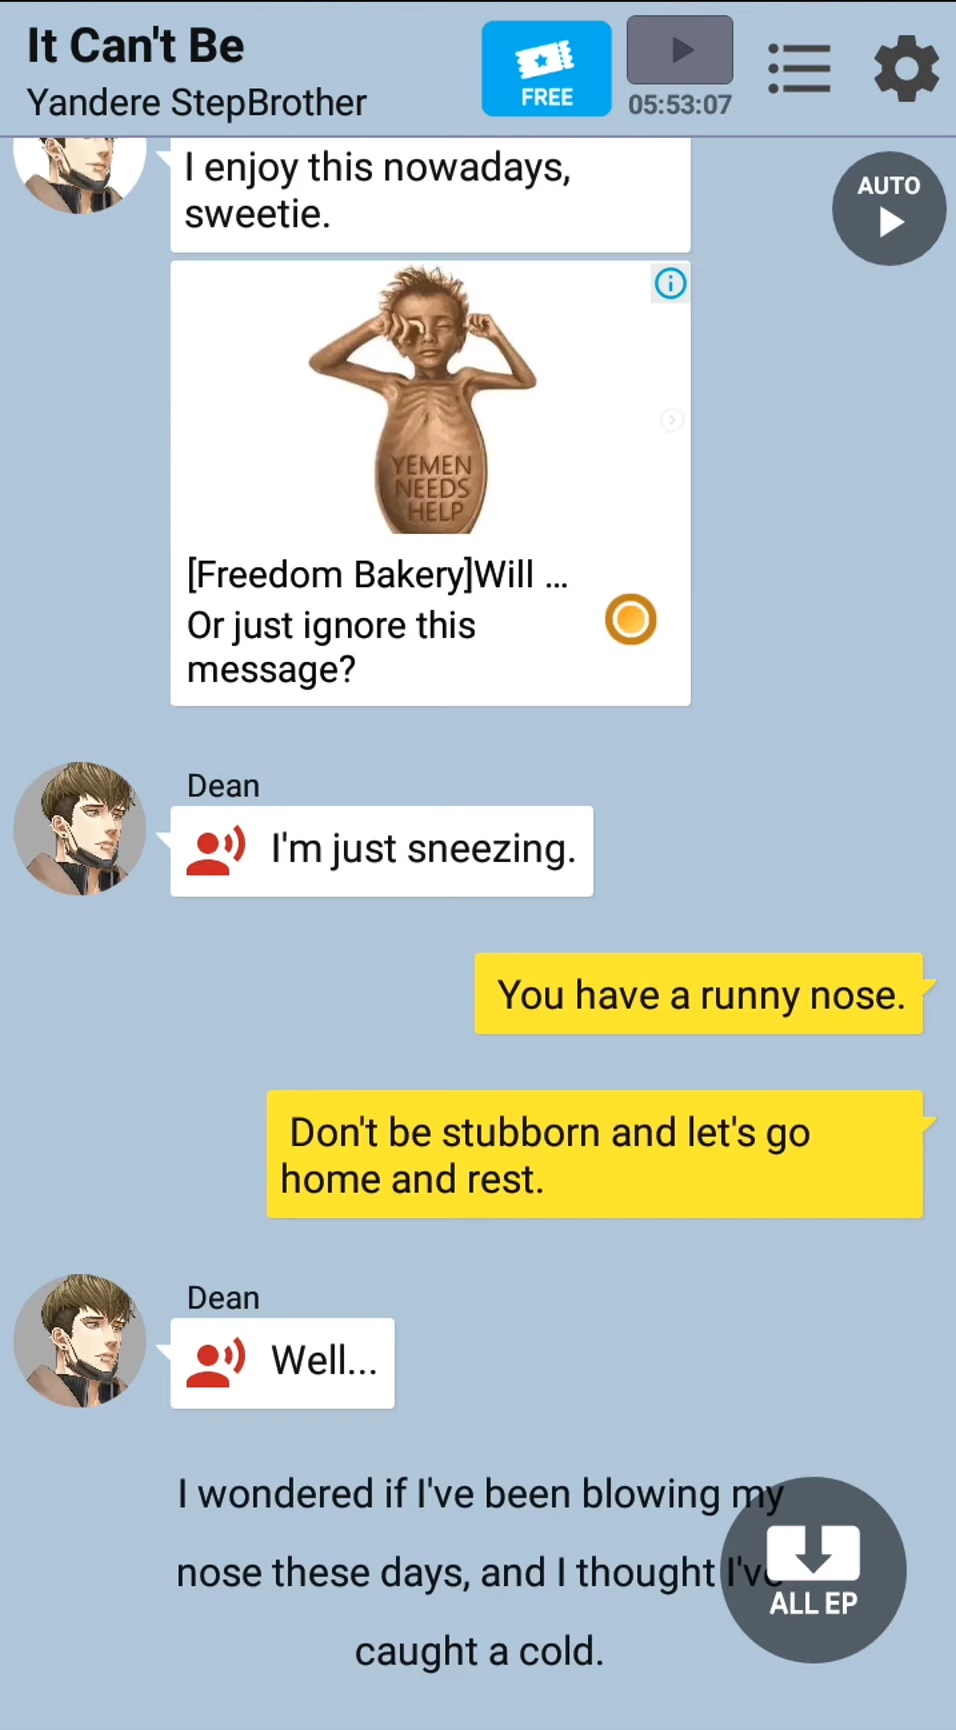 It Can't Be
Yandere StepBrother
FREE
05:53:07
AUTO
I enjoy this nowadays,
sweetie.
YEMEN
NEEDS
HELP
[Freedom Bakery]Will ...
Or just ignore this
message?
Dean
I'm just sneezing.
You have a runny nose.
Don't be stubborn and let's go
home and rest.
Dean
Well...
I wondered if I've been blowing my
nose these days, and I thought I've
caught a cold.
ALL EP